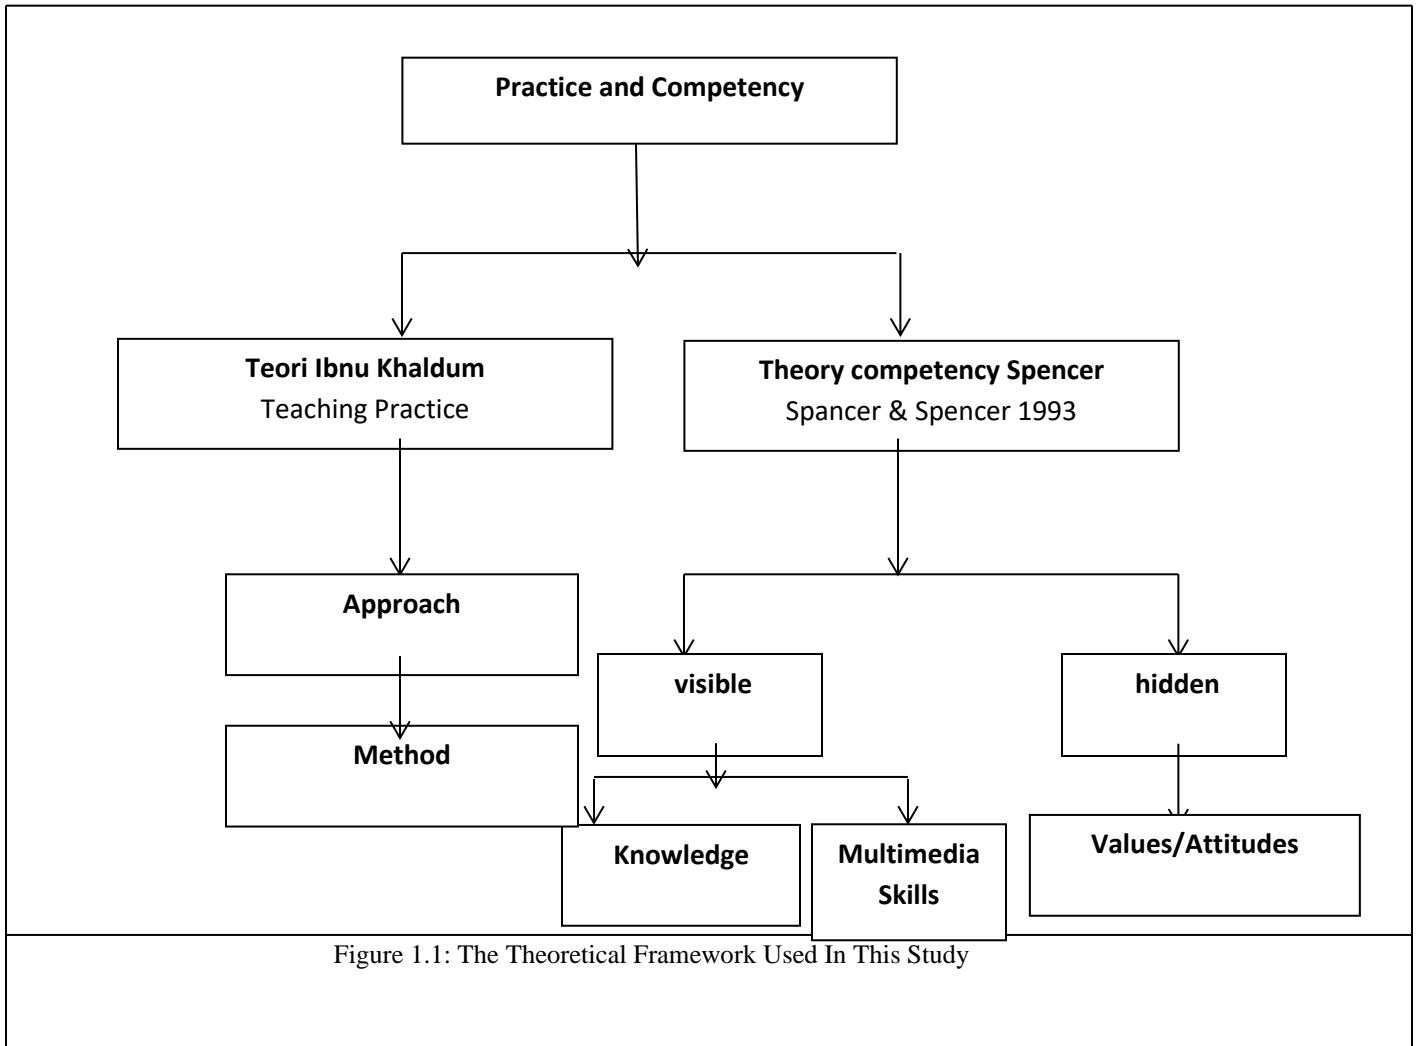 Practice and Competency
Teori Ibnu Khaldum
Teaching Practice
Theory competency Spencer
Spancer & Spencer 1993
Approach
visible
hidden
Method
Knowledge
Multimedia
Skills
Values/Attitudes
Figure 1.1: The Theoretical Framework Used In This Study